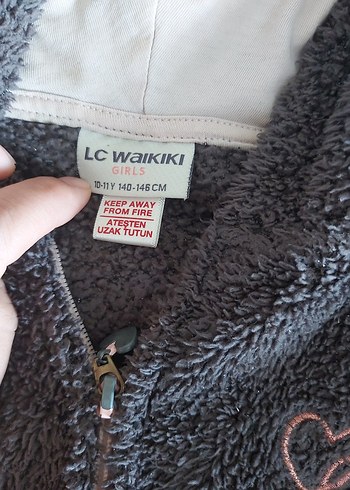 LC WAIKIKI
GIRLS
10-11 Y 140-146 CM
KEEP AWAY
FROM FIRE
ATEŞTEN
UZAK TUTUN